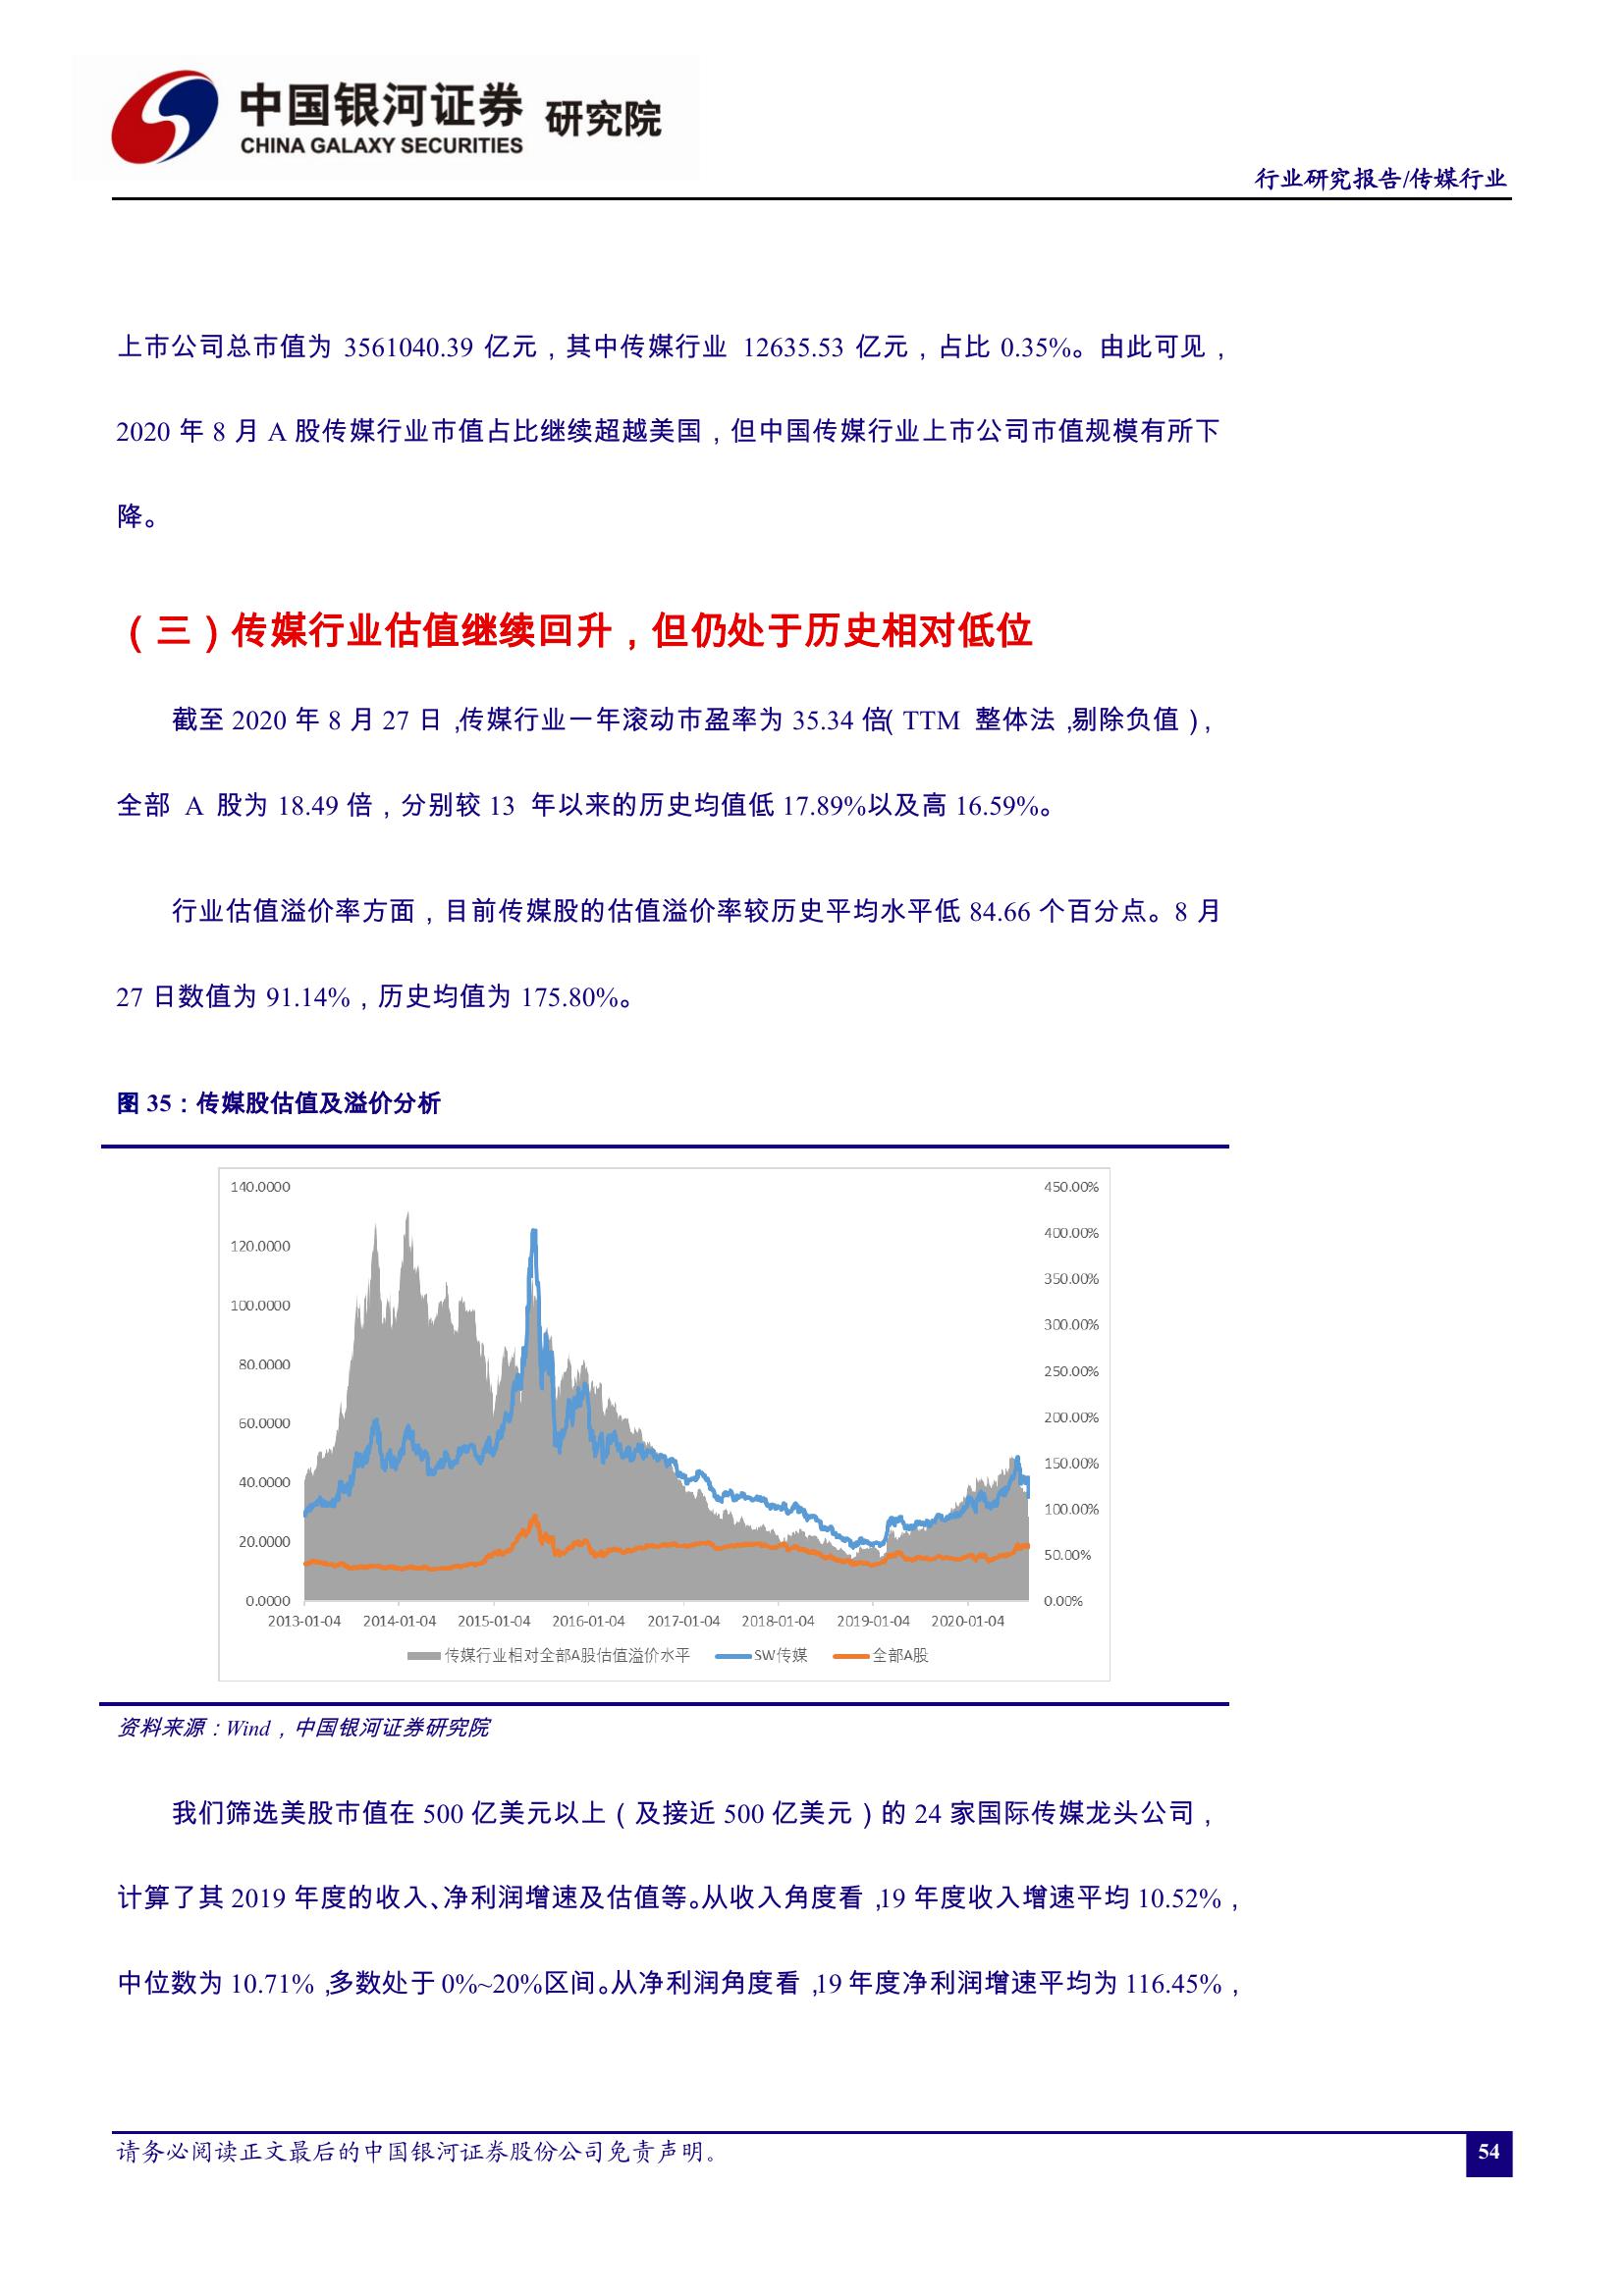 中国银河证券 研究院
CHINA GALAXY SECURITIES
行业研究报告/传媒行业
上市公司总市值为 3561040.39 亿元，其中传媒行业 12635.53 亿元，占比 0.35%。由此可见，
2020 年 8 月 A 股传媒行业市值占比继续超越美国，但中国传媒行业上市公司市值规模有所下
降。
（三）传媒行业估值继续回升，但仍处于历史相对低位
截至 2020 年 8 月 27 日，传媒行业一年滚动市盈率为 35.34 倍（TTM 整体法，剔除负值），
全部 A 股为 18.49 倍，分别较 13 年以来的历史均值低 17.89%以及高 16.59%。
行业估值溢价率方面，目前传媒股的估值溢价率较历史平均水平低 84.66 个百分点。8 月
27 日数值为 91.14%，历史均值为 175.80%。
图 35：传媒股估值及溢价分析
140.0000
120.0000
100.0000
80.0000
60.0000
40.0000
20.0000
0.0000
450.00%
400.00%
350.00%
300.00%
250.00%
200.00%
150.00%
100.00%
50.00%
0.00%
2013-01-04 2014-01-04 2015-01-04 2016-01-04 2017-01-04 2018-01-04 2019-01-04 2020-01-04
传媒行业相对全部A股估值溢价水平 SW传媒 全部A股
资料来源：Wind，中国银河证券研究院
我们筛选美股市值在 500 亿美元以上（及接近 500 亿美元）的 24 家国际传媒龙头公司，
计算了其 2019 年度的收入、净利润增速及估值等。从收入角度看，19 年度收入增速平均 10.52%，
中位数为 10.71%，多数处于 0%~20%区间。从净利润角度看，19 年度净利润增速平均为 116.45%，
请务必阅读正文最后的中国银河证券股份公司免责声明。
54